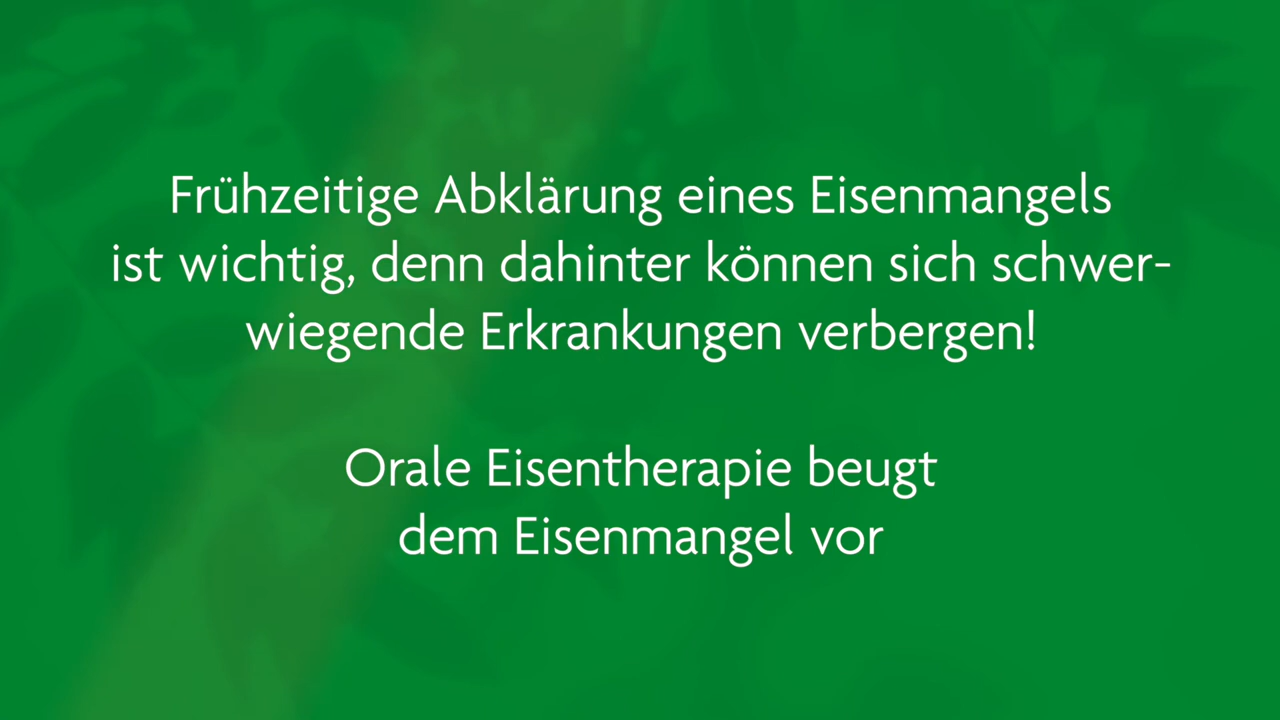 Frühzeitige Abklärung eines Eisenmangels
ist wichtig, denn dahinter können sich schwer-
wiegende Erkrankungen verbergen!
Orale Eisentherapie beugt
dem Eisenmangel vor